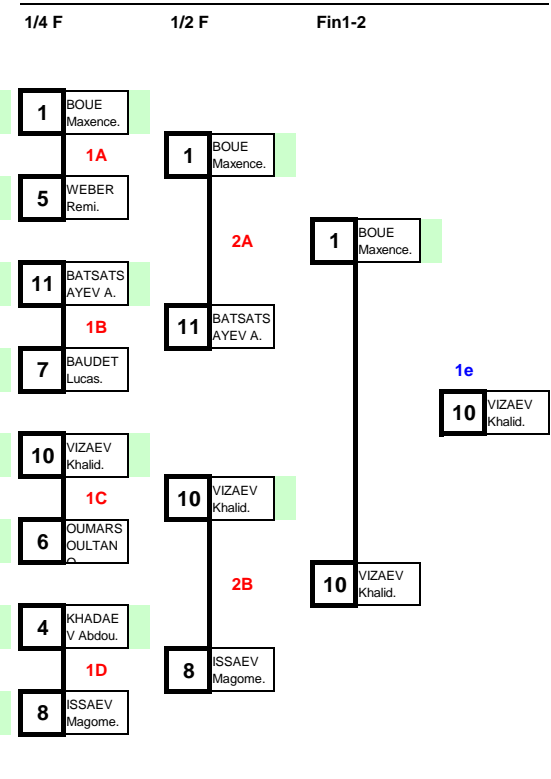 1/4 F 1/2 F Fin1-2
1 BOUE
Maxence.
1A
5 WEBER
Remi.
11 BATSATS
AYEV A.
1B
7 BAUDET
Lucas.
10 VIZAEV
Khalid.
1C
6 OUMARS
OULTAN
4 KHADAE
V Abdou.
1D
8 ISSAEV
Magome.
1 BOUE
Maxence.
2A
11 BATSATS
AYEV A.
10 VIZAEV
Khalid.
2B
8 ISSAEV
Magome.
1 BOUE
Maxence.
10 VIZAEV
Khalid.
1e
10 VIZAEV
Khalid.